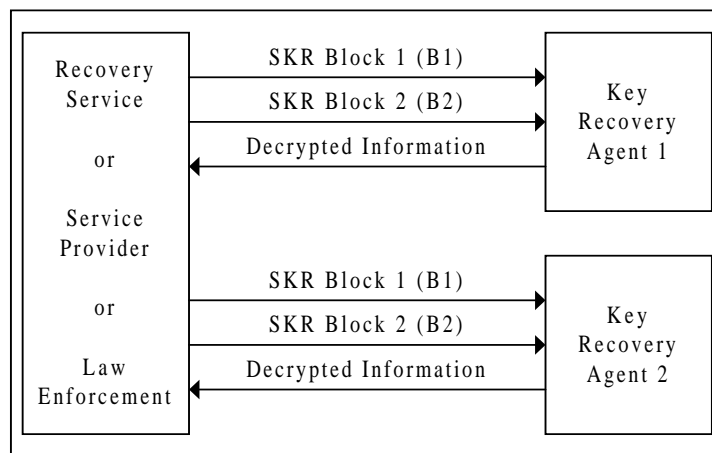 Recovery
Service
or
Service
Provider
or
Law
Enforcement
SKR Block 1 (B1)
SKR Block 2 (B2)
Decrypted Information
Key
Recovery
Agent 1
SKR Block 1 (B1)
SKR Block 2 (B2)
Decrypted Information
Key
Recovery
Agent 2